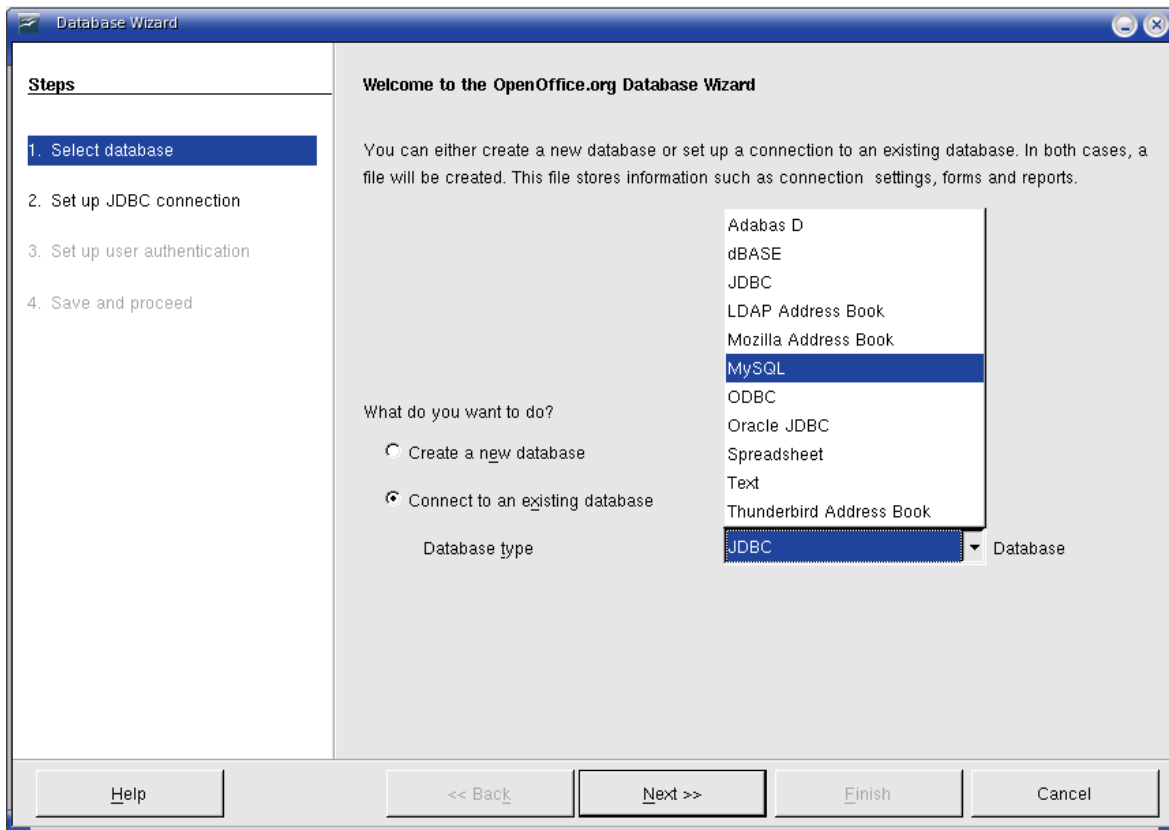 Database Wizard
Steps
1. Select database
2. Set up JDBC connection
3. Set up user authentication
4. Save and proceed
Welcome to the OpenOffice.org Database Wizard
You can either create a new database or set up a connection to an existing database. In both cases, a
file will be created. This file stores information such as connection settings, forms and reports.
Adabas D
dBASE
JDBC
LDAP Address Book
Mozilla Address Book
MySQL
ODBC
Oracle JDBC
Spreadsheet
Text
Thunderbird Address Book
What do you want to do?
Create a new database
Connect to an existing database
Database type
JDBC
Database
Help
<< Back
Next >>
Finish
Cancel